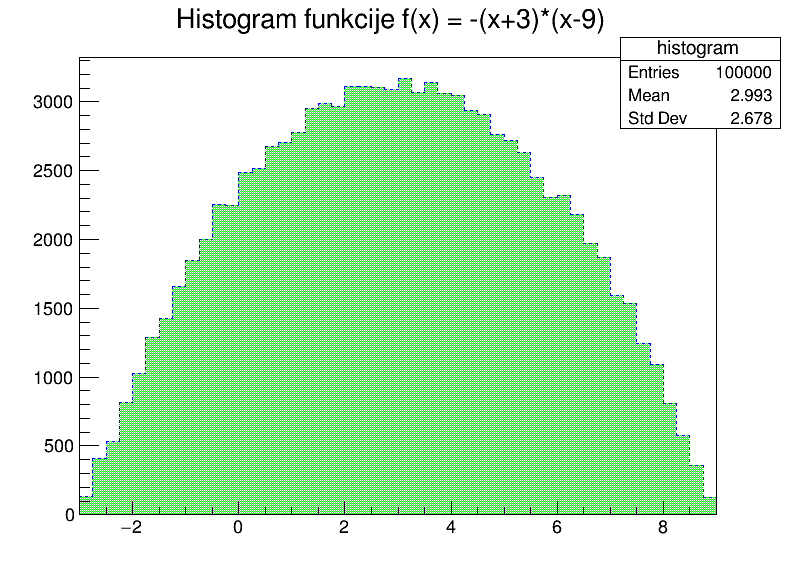 Histogram funkcije f(x) = -(x+3)*(x-9)
histogram
Entries 100000
Mean 2.993
Std Dev 2.678
3000
2500
2000
1500
1000
500
0
−2 0 2 4 6 8